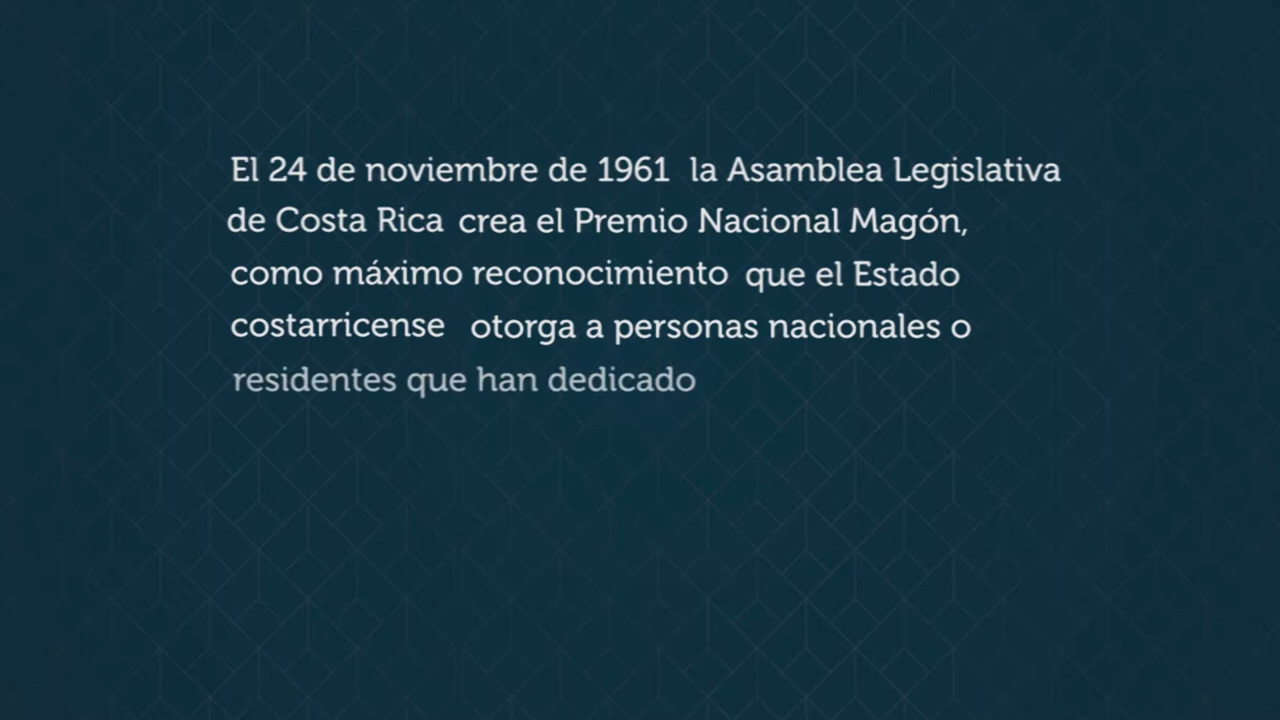 El 24 de noviembre de 1961 la Asamblea Legislativa
de Costa Rica crea el Premio Nacional Magón,
como máximo reconocimiento que el Estado
costarricense otorga a personas nacionales o
residentes que han dedicado